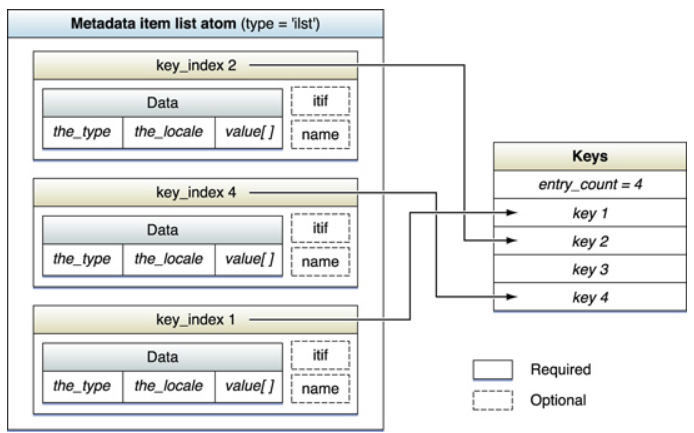 Metadata item list atom (type = 'ilst')
key_index 2
Data
the_type the_locale value[ ]
itif
name
key_index 4
Data
the_type the_locale value[ ]
itif
name
key_index 1
Data
the_type the_locale value[ ]
itif
name
Keys
entry_count = 4
key 1
key 2
key 3
key 4
Required
Optional